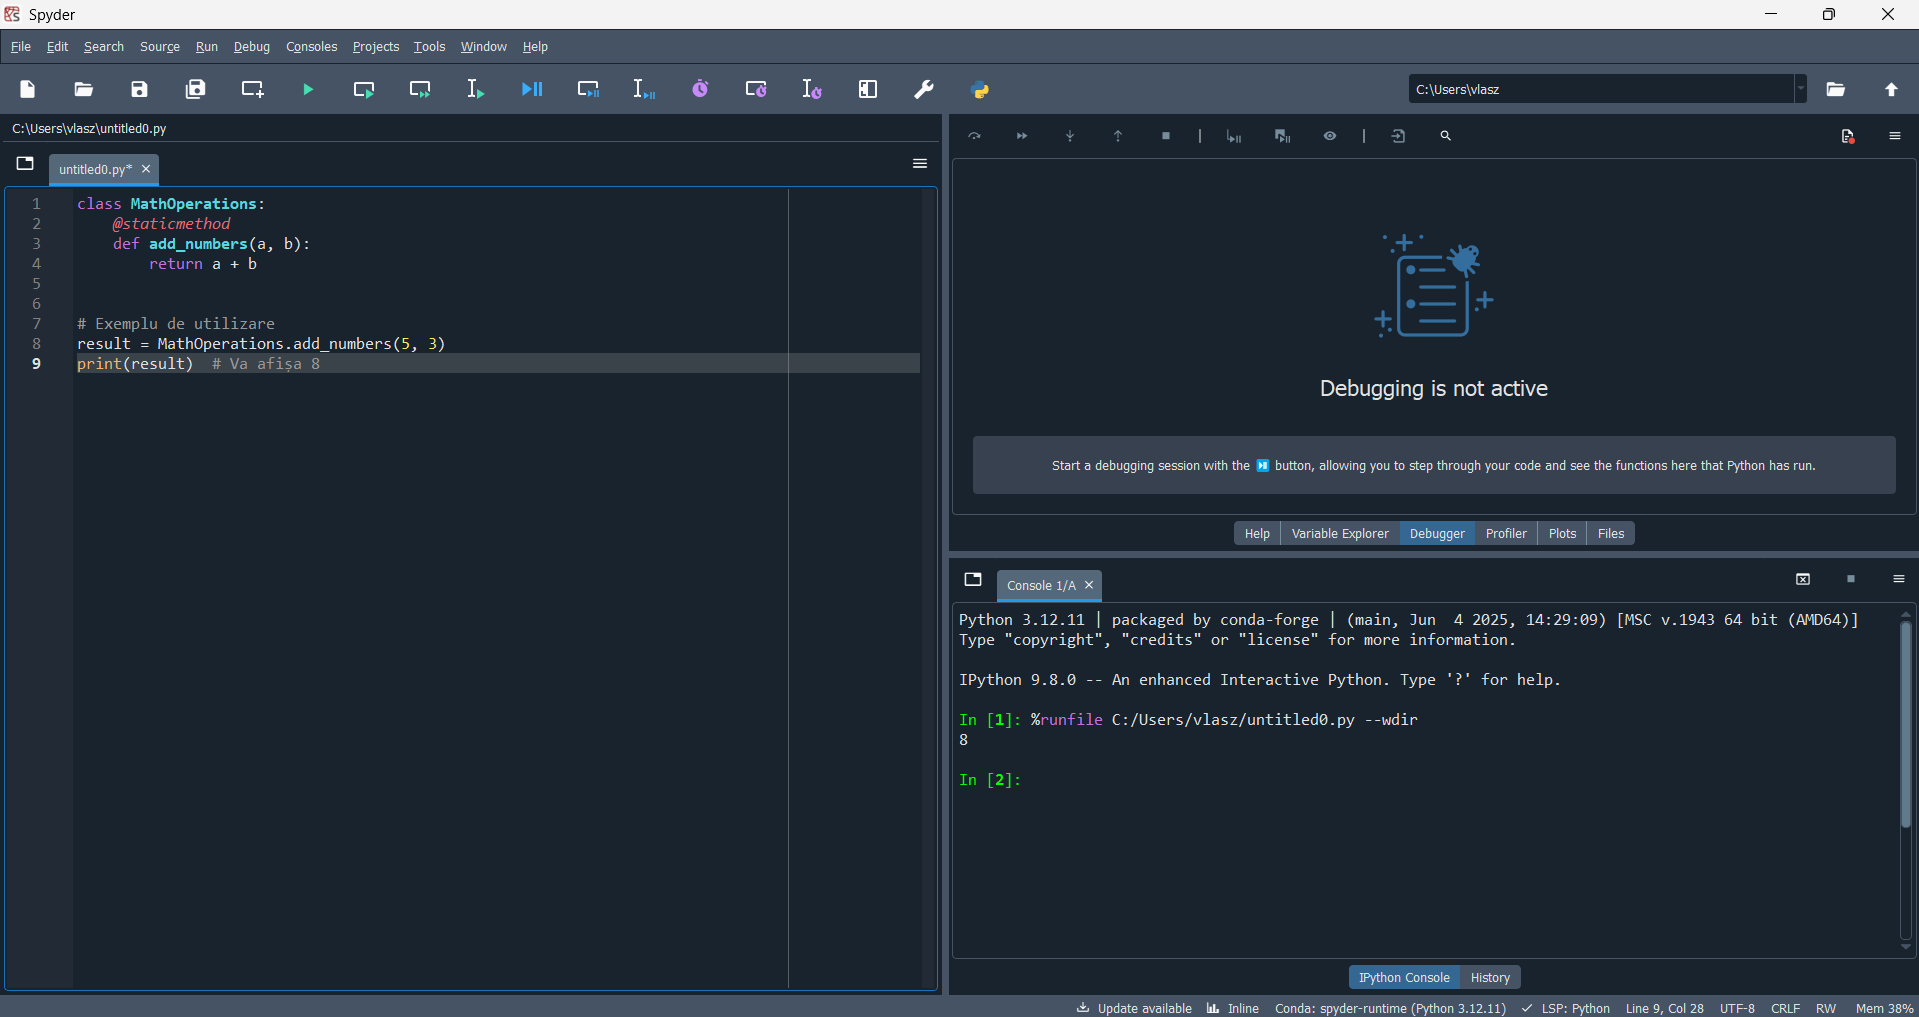 Spyder
File Edit Search Source Run Debug Consoles Projects Tools Window Help
C:\Users\vlasz
C:\Users\vlasz\untitled0.py
untitled0.py*
1 class MathOperations:
2     @staticmethod
3     def add_numbers(a, b):
4         return a + b
5
6
7 # Exemplu de utilizare
8 result = MathOperations.add_numbers(5, 3)
9 print(result)  # Va afișa 8
Debugging is not active
Start a debugging session with the button, allowing you to step through your code and see the functions here that Python has run.
Help Variable Explorer Debugger Profiler Plots Files
Console 1/A
Python 3.12.11 | packaged by conda-forge | (main, Jun  4 2025, 14:29:09) [MSC v.1943 64 bit (AMD64)]
Type "copyright", "credits" or "license" for more information.
IPython 9.8.0 -- An enhanced Interactive Python. Type '?' for help.
In [1]: %runfile C:/Users/vlasz/untitled0.py --wdir
8
In [2]:
IPython Console History
Update available Inline Conda: spyder-runtime (Python 3.12.11) LSP: Python Line 9, Col 28 UTF-8 CRLF RW Mem 38%